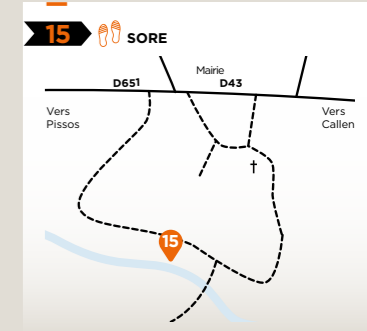 15 SORE
Mairie
D651 D43
Vers
Pissos
Vers
Callen
15